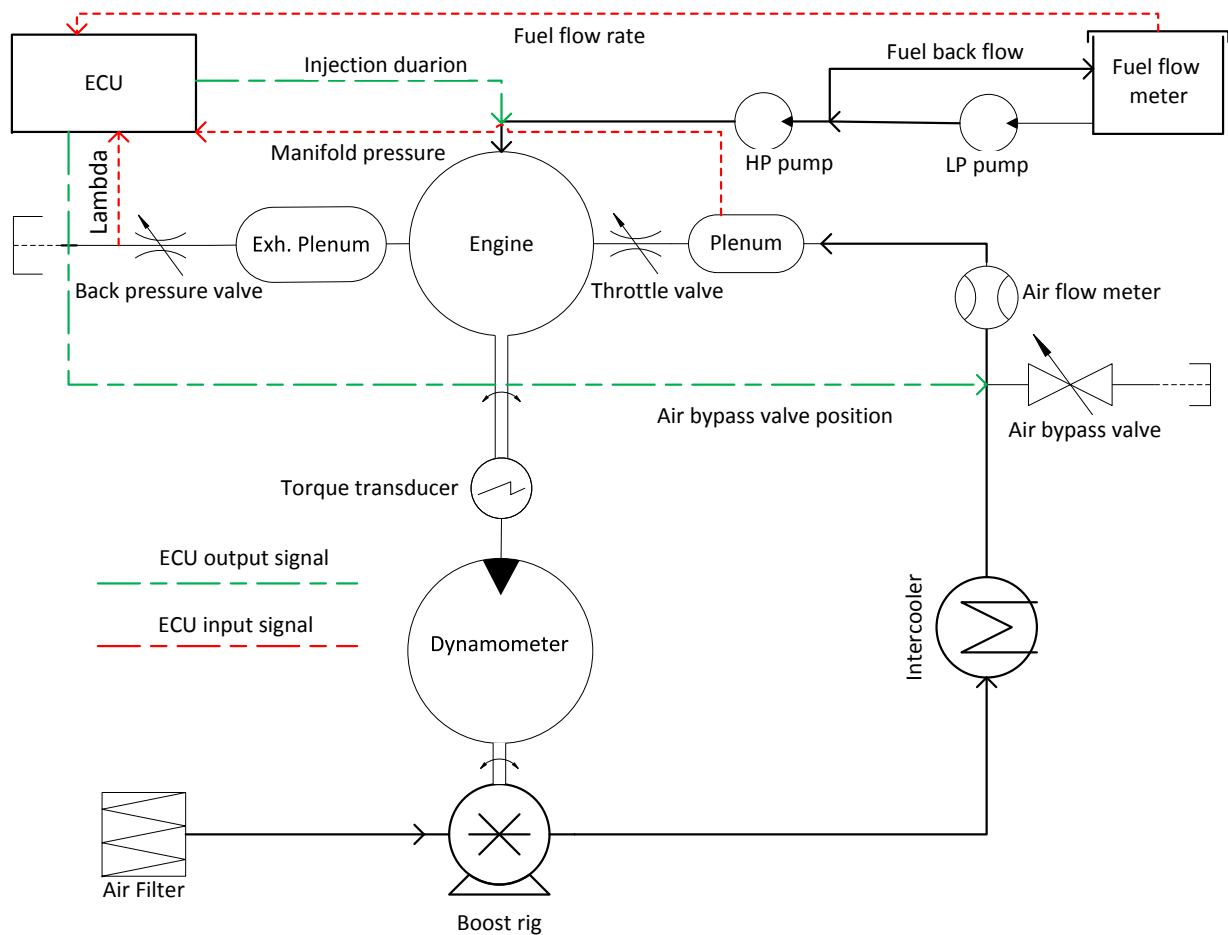 Fuel flow rate
Injection duarion
Fuel back flow
ECU
Fuel flow
meter
Manifold pressure
HP pump
LP pump
Lambda
Exh. Plenum
Engine
Plenum
Back pressure valve
Throttle valve
Air flow meter
Air bypass valve position
Air bypass valve
Torque transducer
ECU output signal
ECU input signal
Dynamometer
Intercooler
Air Filter
Boost rig